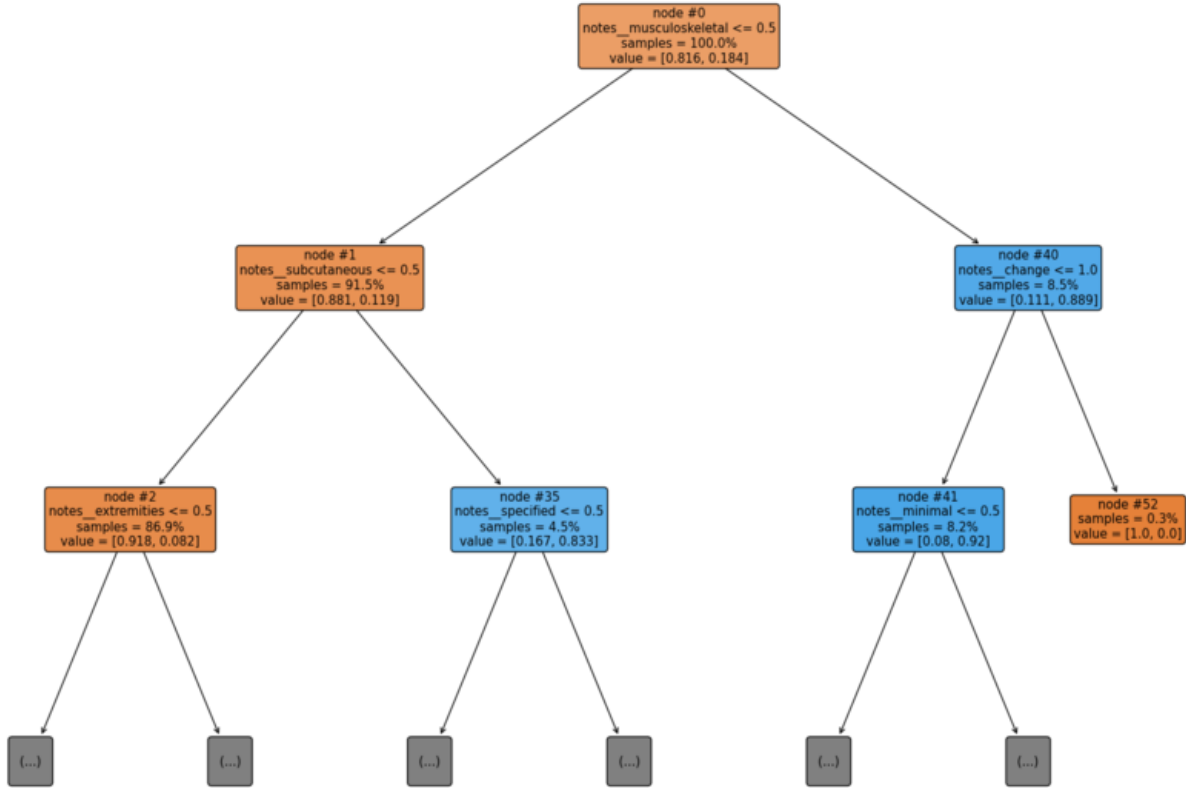 node #0
notes__musculoskeletal <= 0.5
samples = 100.0%
value = [0.816, 0.184]
node #1
notes__subcutaneous <= 0.5
samples = 91.5%
value = [0.881, 0.119]
node #40
notes__change <= 1.0
samples = 8.5%
value = [0.111, 0.889]
node #2
notes__extremities <= 0.5
samples = 86.9%
value = [0.918, 0.082]
node #35
notes__specified <= 0.5
samples = 4.5%
value = [0.167, 0.833]
node #41
notes__minimal <= 0.5
samples = 8.2%
value = [0.08, 0.92]
node #52
samples = 0.3%
value = [1.0, 0.0]
(...)
(...)
(...)
(...)
(...)
(...)